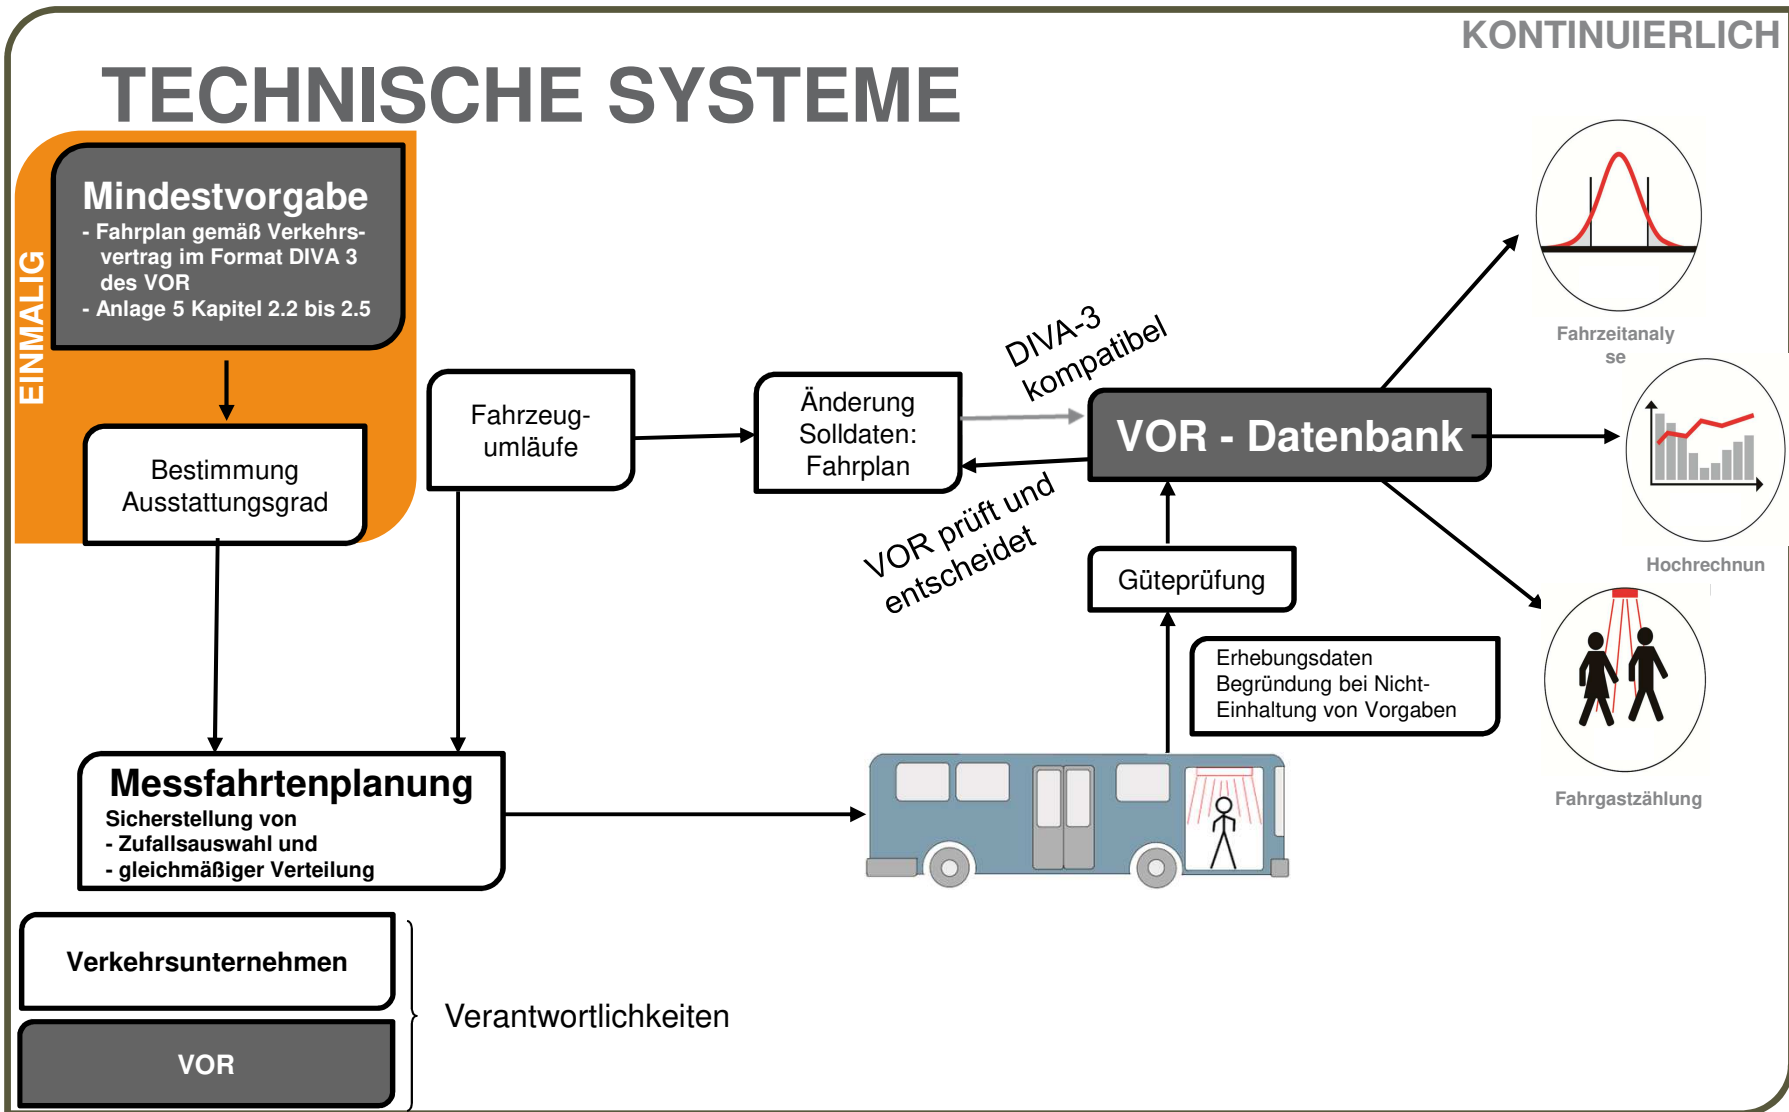 KONTINUIERLICH
TECHNISCHE SYSTEME
EINMALIG
Mindestvorgabe
- Fahrplan gemäß Verkehrs-
vertrag im Format DIVA 3
des VOR
- Anlage 5 Kapitel 2.2 bis 2.5
Bestimmung
Ausstattungsgrad
Fahrzeug-
umläufe
Änderung
Solldaten:
Fahrplan
DIVA-3
kompatibel
VOR prüft und
entscheidet
VOR - Datenbank
Güteprüfung
Erhebungsdaten
Begründung bei Nicht-
Einhaltung von Vorgaben
Fahrzeitanaly
se
Hochrechnun
Fahrgastzählung
Messfahrtenplanung
Sicherstellung von
- Zufallsauswahl und
- gleichmäßiger Verteilung
Verkehrsunternehmen
VOR
Verantwortlichkeiten